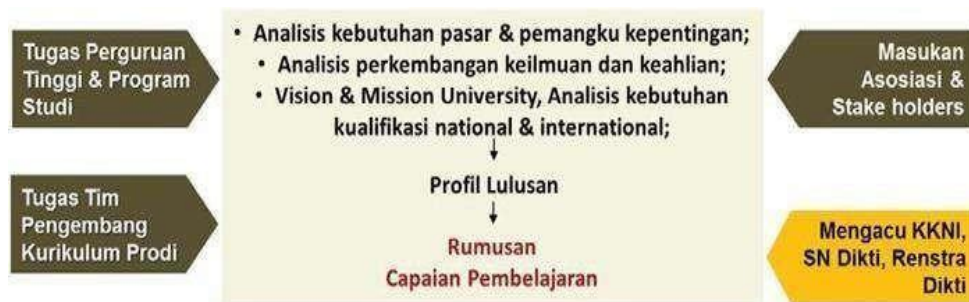 Tugas Perguruan
Tinggi & Program
Studi
• Analisis kebutuhan pasar & pemangku kepentingan;
• Analisis perkembangan keilmuan dan keahlian;
• Vision & Mission University, Analisis kebutuhan
kualifikasi national & international;
Masukan
Asosiasi &
Stake holders
Profil Lulusan
Tugas Tim
Pengembang
Kurikulum Prodi
Rumusan
Capaian Pembelajaran
Mengacu KKNI,
SN Dikti, Renstra
Dikti